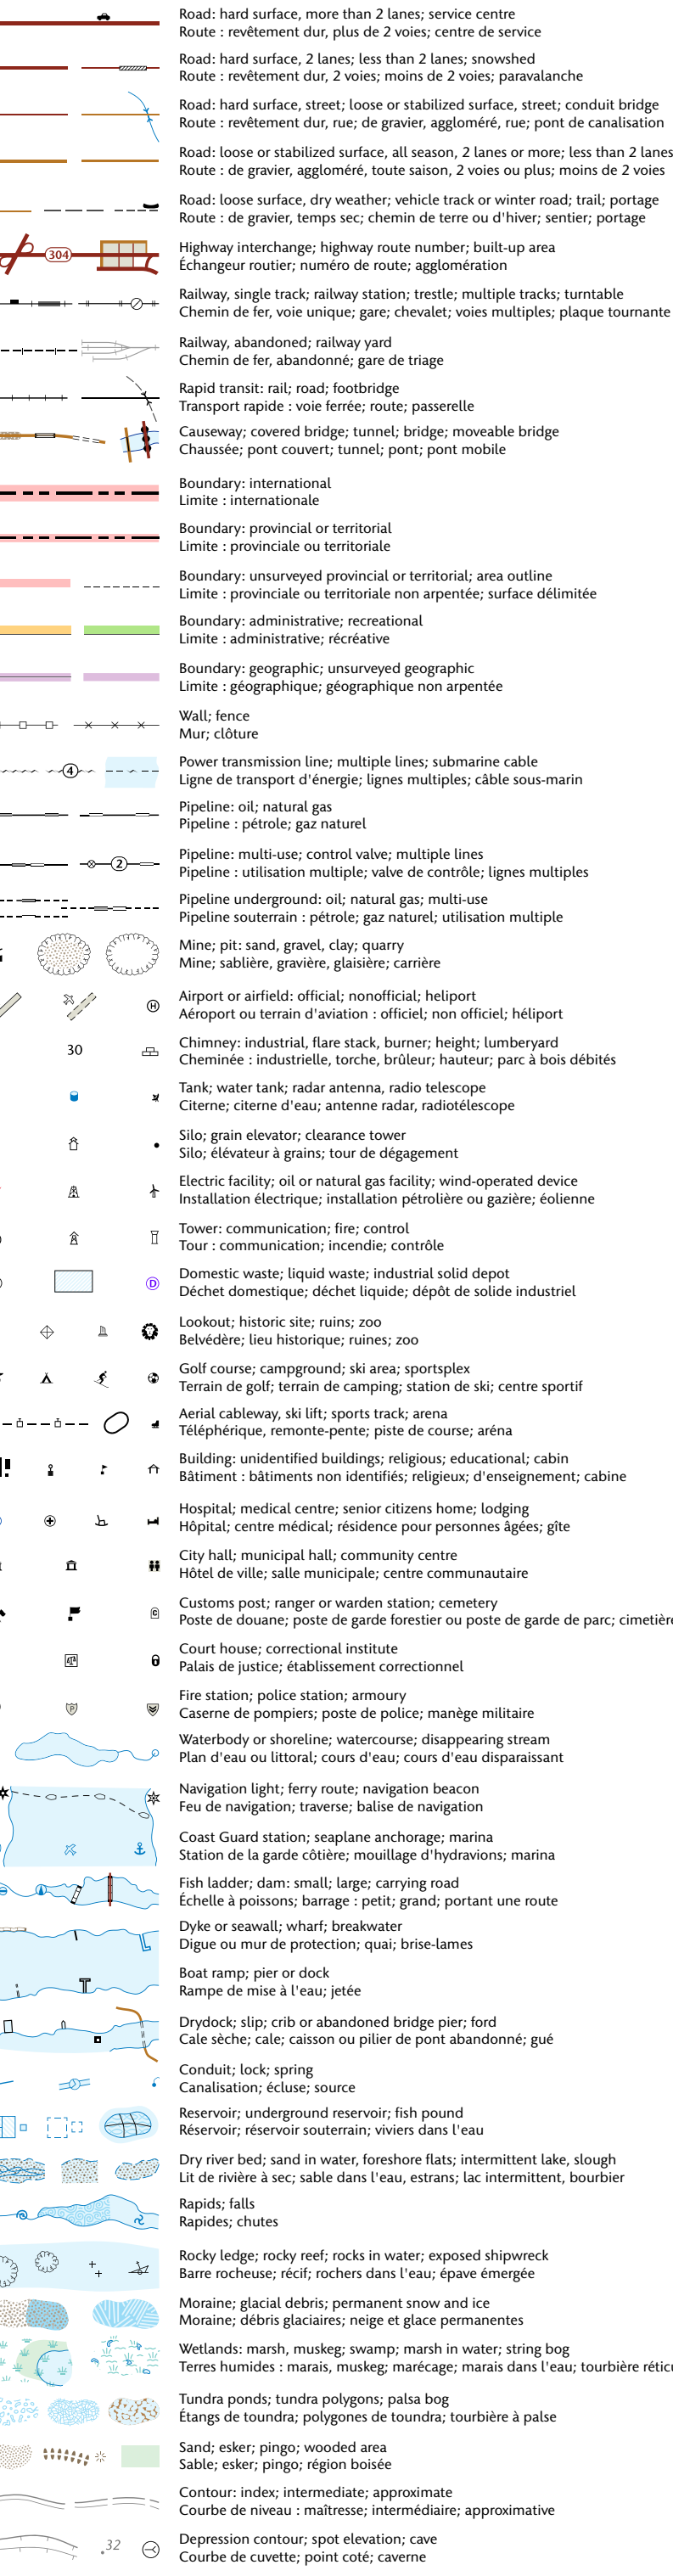 Road: hard surface, more than 2 lanes; service centre
Route : revêtement dur, plus de 2 voies; centre de service
Road: hard surface, 2 lanes; less than 2 lanes; snowshed
Route : revêtement dur, 2 voies; moins de 2 voies; paravalanche
Road: hard surface, street; loose or stabilized surface, street; conduit bridge
Route : revêtement dur, rue; de gravier, aggloméré, rue; pont de canalisation
Road: loose or stabilized surface, all season, 2 lanes or more; less than 2 lanes
Route : de gravier, aggloméré, toute saison, 2 voies ou plus; moins de 2 voies
Road: loose surface, dry weather; vehicle track or winter road; trail; portage
Route : de gravier, temps sec; chemin de terre ou d'hiver; sentier; portage
304
Highway interchange; highway route number; built-up area
Échangeur routier; numéro de route; agglomération
Railway, single track; railway station; trestle; multiple tracks; turntable
Chemin de fer, voie unique; gare; chevalet; voies multiples; plaque tournante
Railway, abandoned; railway yard
Chemin de fer, abandonné; gare de triage
Rapid transit: rail; road; footbridge
Transport rapide : voie ferrée; route; passerelle
Causeway; covered bridge; tunnel; bridge; moveable bridge
Chaussée; pont couvert; tunnel; pont; pont mobile
Boundary: international
Limite : internationale
Boundary: provincial or territorial
Limite : provinciale ou territoriale
Boundary: unsurveyed provincial or territorial; area outline
Limite : provinciale ou territoriale non arpentée; surface délimitée
Boundary: administrative; recreational
Limite : administrative; récréative
Boundary: geographic; unsurveyed geographic
Limite : géographique; géographique non arpentée
Wall; fence
Mur; clôture
4
Power transmission line; multiple lines; submarine cable
Ligne de transport d'énergie; lignes multiples; câble sous-marin
Pipeline: oil; natural gas
Pipeline : pétrole; gaz naturel
2
Pipeline: multi-use; control valve; multiple lines
Pipeline : utilisation multiple; valve de contrôle; lignes multiples
Pipeline underground: oil; natural gas; multi-use
Pipeline souterrain : pétrole; gaz naturel; utilisation multiple
Mine; pit: sand, gravel, clay; quarry
Mine; sablière, gravière, glaisière; carrière
H
Airport or airfield: official; nonofficial; heliport
Aéroport ou terrain d'aviation : officiel; non officiel; héliport
30
Chimney: industrial, flare stack, burner; height; lumberyard
Cheminée : industrielle, torche, brûleur; hauteur; parc à bois débités
Tank; water tank; radar antenna, radio telescope
Citerne; citerne d'eau; antenne radar, radiotélescope
Silo; grain elevator; clearance tower
Silo; élévateur à grains; tour de dégagement
Electric facility; oil or natural gas facility; wind-operated device
Installation électrique; installation pétrolière ou gazière; éolienne
Tower: communication; fire; control
Tour : communication; incendie; contrôle
D
Domestic waste; liquid waste; industrial solid depot
Déchet domestique; déchet liquide; dépôt de solide industriel
Lookout; historic site; ruins; zoo
Belvédère; lieu historique; ruines; zoo
Golf course; campground; ski area; sportsplex
Terrain de golf; terrain de camping; station de ski; centre sportif
Aerial cableway, ski lift; sports track; arena
Téléphérique, remonte-pente; piste de course; aréna
Building: unidentified buildings; religious; educational; cabin
Bâtiment : bâtiments non identifiés; religieux; d'enseignement; cabine
Hospital; medical centre; senior citizens home; lodging
Hôpital; centre médical; résidence pour personnes âgées; gîte
City hall; municipal hall; community centre
Hôtel de ville; salle municipale; centre communautaire
C
Customs post; ranger or warden station; cemetery
Poste de douane; poste de garde forestier ou poste de garde de parc; cimetière
Court house; correctional institute
Palais de justice; établissement correctionnel
P
Fire station; police station; armoury
Caserne de pompiers; poste de police; manège militaire
Waterbody or shoreline; watercourse; disappearing stream
Plan d'eau ou littoral; cours d'eau; cours d'eau disparaissant
Navigation light; ferry route; navigation beacon
Feu de navigation; traverse; balise de navigation
Coast Guard station; seaplane anchorage; marina
Station de la garde côtière; mouillage d'hydravions; marina
Fish ladder; dam: small; large; carrying road
Échelle à poissons; barrage : petit; grand; portant une route
Dyke or seawall; wharf; breakwater
Digue ou mur de protection; quai; brise-lames
Boat ramp; pier or dock
Rampe de mise à l'eau; jetée
Drydock; slip; crib or abandoned bridge pier; ford
Cale sèche; cale; caisson ou pilier de pont abandonné; gué
Conduit; lock; spring
Canalisation; écluse; source
Reservoir; underground reservoir; fish pound
Réservoir; réservoir souterrain; viviers dans l'eau
Dry river bed; sand in water, foreshore flats; intermittent lake, slough
Lit de rivière à sec; sable dans l'eau, estrans; lac intermittent, bourbier
Rapids; falls
Rapides; chutes
Rocky ledge; rocky reef; rocks in water; exposed shipwreck
Barre rocheuse; récif; rochers dans l'eau; épave émergée
Moraine; glacial debris; permanent snow and ice
Moraine; débris glaciaires; neige et glace permanentes
Wetlands: marsh, muskeg; swamp; marsh in water; string bog
Terres humides : marais, muskeg; marécage; marais dans l'eau; tourbière
Tundra ponds; tundra polygons; palsa bog
Étangs de toundra; polygones de toundra; tourbière à palse
Sand; esker; pingo; wooded area
Sable; esker; pingo; région boisée
Contour: index; intermediate; approximate
Courbe de niveau : maîtresse; intermédiaire; approximative
.32
Depression contour; spot elevation; cave
Courbe de cuvette; point coté; caverne